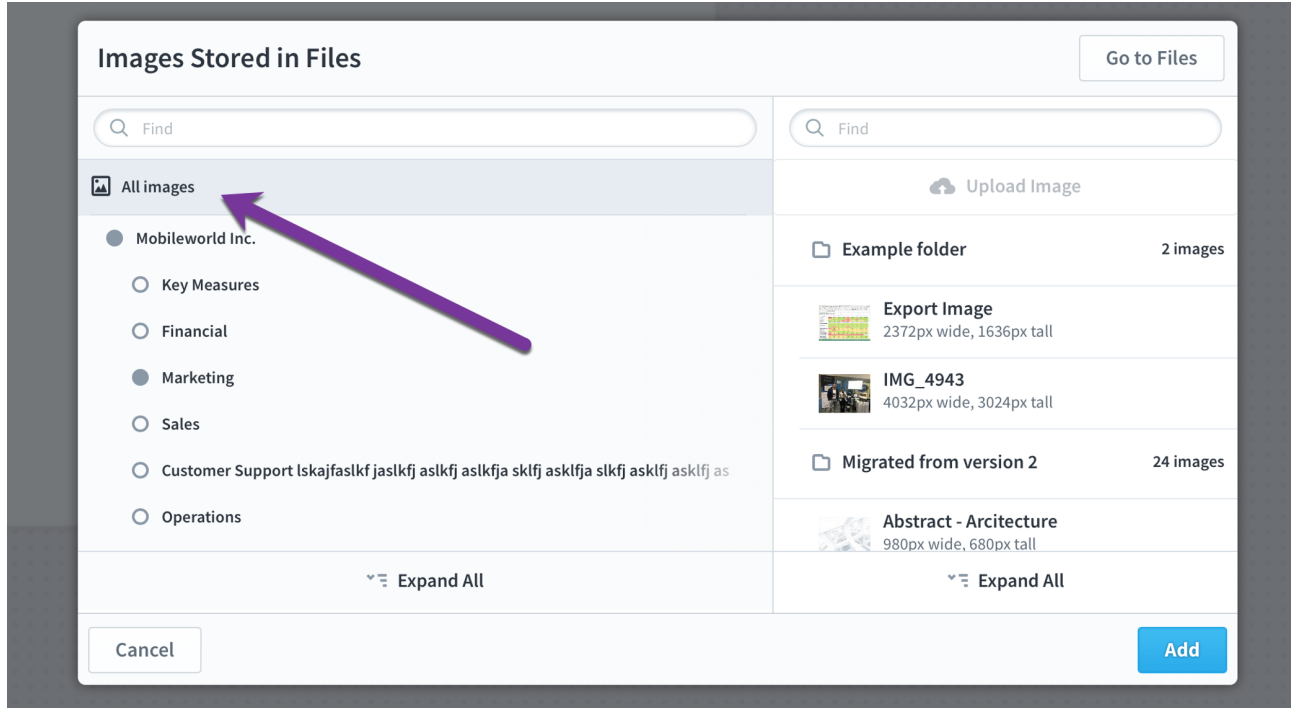 Images Stored in Files
Go to Files
Find
Find
All images
Upload Image
Mobileworld Inc.
Example folder
2 images
Key Measures
Export Image
2372px wide, 1636px tall
Financial
Marketing
IMG_4943
4032px wide, 3024px tall
Sales
Customer Support lskajfaslkf jaslkfj aslkfj aslkfja sklfj asklfja slkfj asklfj asklfj as
Migrated from version 2
24 images
Operations
Abstract - Arcitecture
980px wide, 680px tall
Expand All
Expand All
Cancel
Add